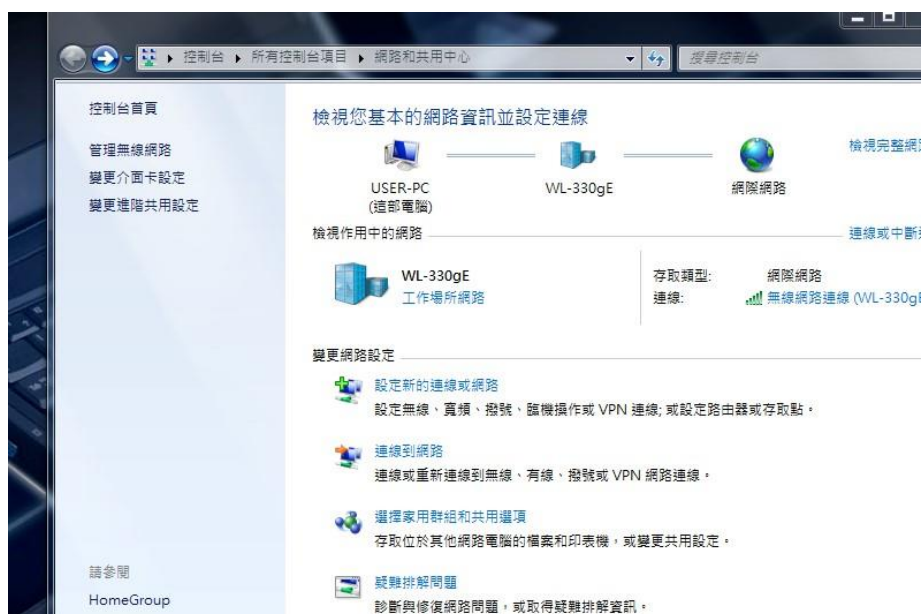 控制台 ▸ 所有控制台項目 ▸ 網路和共用中心
搜尋控制台
控制台首頁
管理無線網路
變更介面卡設定
變更進階共用設定
請參閱
HomeGroup
檢視您基本的網路資訊並設定連線
檢視完整網
USER-PC
(這部電腦)
WL-330gE
網際網路
檢視作用中的網路
連線或中斷
WL-330gE
工作場所網路
存取類型: 網際網路
連線: 無線網路連線 (WL-330gE
變更網路設定
設定新的連線或網路
設定無線、寬頻、撥號、臨機操作或 VPN 連線; 或設定路由器或存取點。
連線到網路
連線或重新連線到無線、有線、撥號或 VPN 網路連線。
選擇家用群組和共用選項
存取位於其他網路電腦的檔案和印表機，或變更共用設定。
疑難排解問題
診斷與修復網路問題，或取得疑難排解資訊。